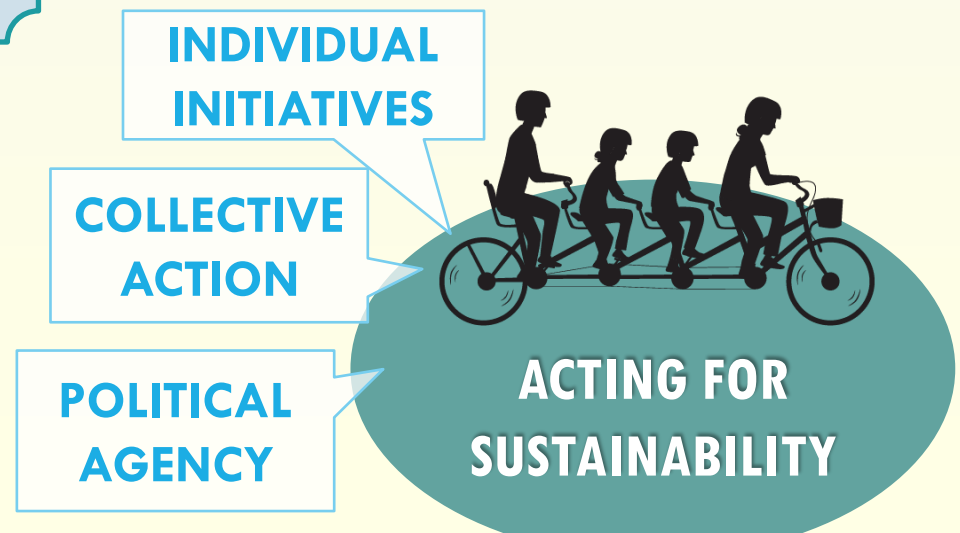 INDIVIDUAL
INITIATIVES
COLLECTIVE
ACTION
POLITICAL
AGENCY
ACTING FOR
SUSTAINABILITY